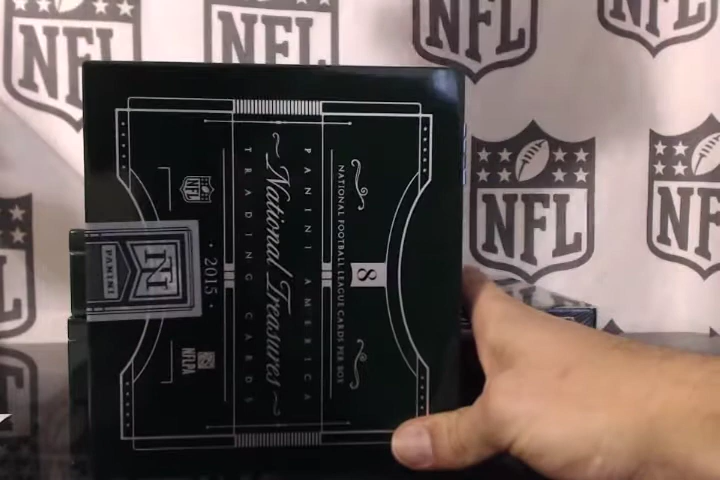 NFL
NFL
NFL
NFL
NFL
NFL
8
NATIONAL FOOTBALL LEAGUE CARDS PER BOX
PANINI AMERICA
National Treasures
TRADING CARDS
2015
NFL
NFLPA
PANINI